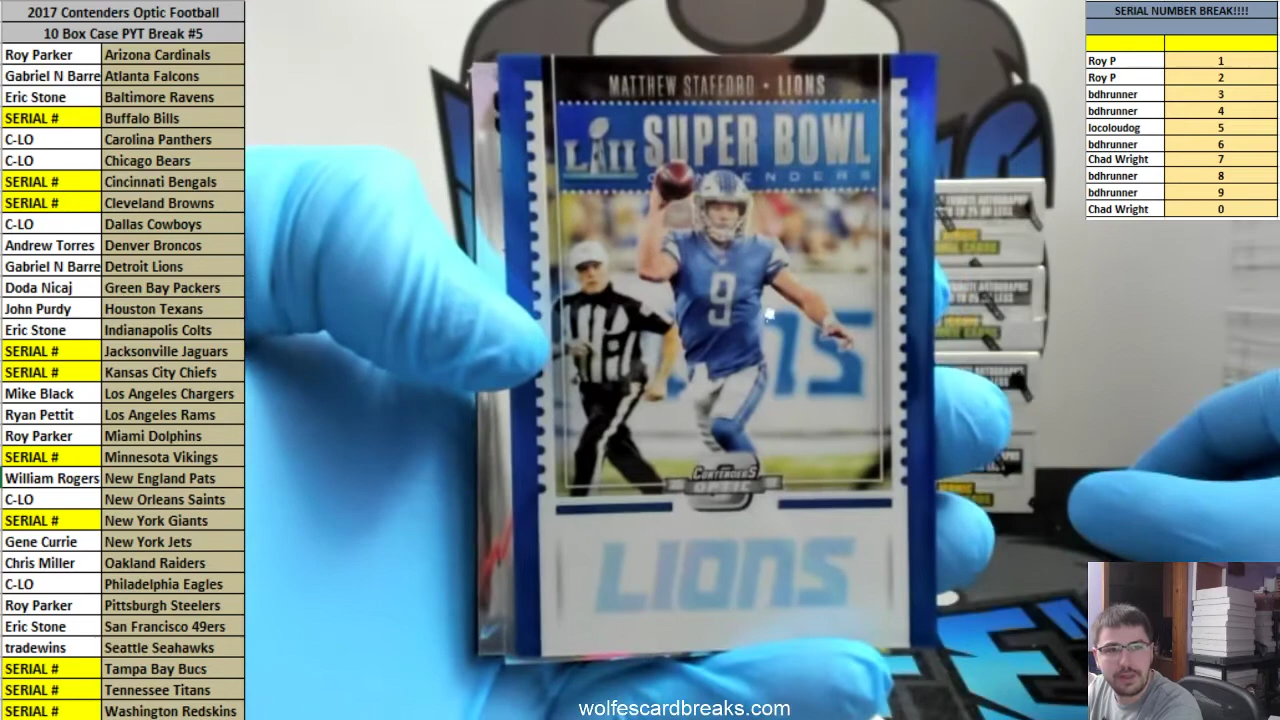 2017 Contenders Optic Football
10 Box Case PYT Break #5
Roy Parker Arizona Cardinals
Gabriel N Barre Atlanta Falcons
Eric Stone Baltimore Ravens
SERIAL # Buffalo Bills
C-LO Carolina Panthers
C-LO Chicago Bears
SERIAL # Cincinnati Bengals
SERIAL # Cleveland Browns
C-LO Dallas Cowboys
Andrew Torres Denver Broncos
Gabriel N Barre Detroit Lions
Doda Nicaj Green Bay Packers
John Purdy Houston Texans
Eric Stone Indianapolis Colts
SERIAL # Jacksonville Jaguars
SERIAL # Kansas City Chiefs
Mike Black Los Angeles Chargers
Ryan Pettit Los Angeles Rams
Roy Parker Miami Dolphins
SERIAL # Minnesota Vikings
William Rogers New England Pats
C-LO New Orleans Saints
SERIAL # New York Giants
Gene Currie New York Jets
Chris Miller Oakland Raiders
C-LO Philadelphia Eagles
Roy Parker Pittsburgh Steelers
Eric Stone San Francisco 49ers
tradewins Seattle Seahawks
SERIAL # Tampa Bay Bucs
SERIAL # Tennessee Titans
SERIAL # Washington Redskins
MATTHEW STAFFORD • LIONS
LII SUPER BOWL
CONTENDERS
9
CONTENDERS
OPTIC
LIONS
wolfescardbreaks.com
SERIAL NUMBER BREAK!!!!
Roy P 1
Roy P 2
bdhrunner 3
bdhrunner 4
locoloudog 5
bdhrunner 6
Chad Wright 7
bdhrunner 8
bdhrunner 9
Chad Wright 0